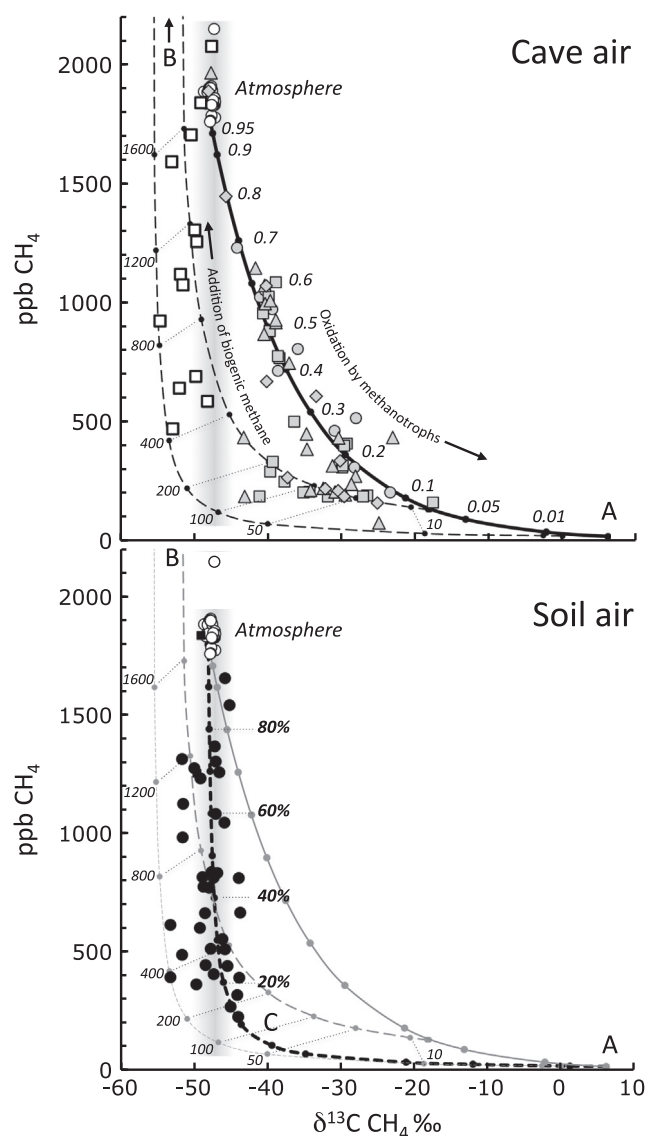 B
Cave air
2000
Atmosphere
0.95
1600
0.9
1500
0.8
0.7
1200
Addition of biogenic methane
0.6
1000
Oxidation by methanotrophs
0.5
800
0.4
500
0.3
400
0.2
200
0.1
100
0.05
A
50
10
0.01
0
ppb CH₄
B
Soil air
2000
Atmosphere
1600
80%
1500
1200
60%
1000
800
40%
500
400
20%
200
C
100
A
50
10
0
ppb CH₄
-60 -50 -40 -30 -20 -10 0 10
δ¹³C CH₄ ‰